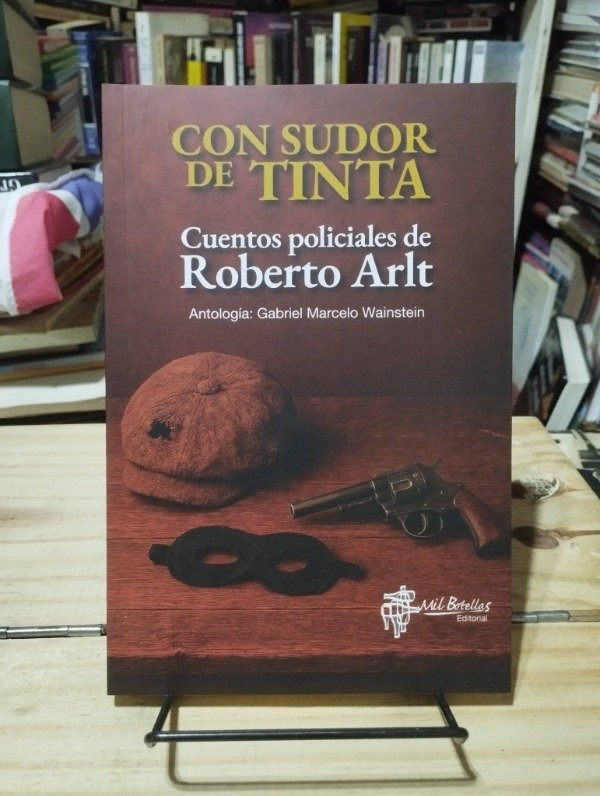 CON SUDOR
DE TINTA
Cuentos policiales de
Roberto Arlt
Antología: Gabriel Marcelo Wainstein
Mil Botellas
Editorial